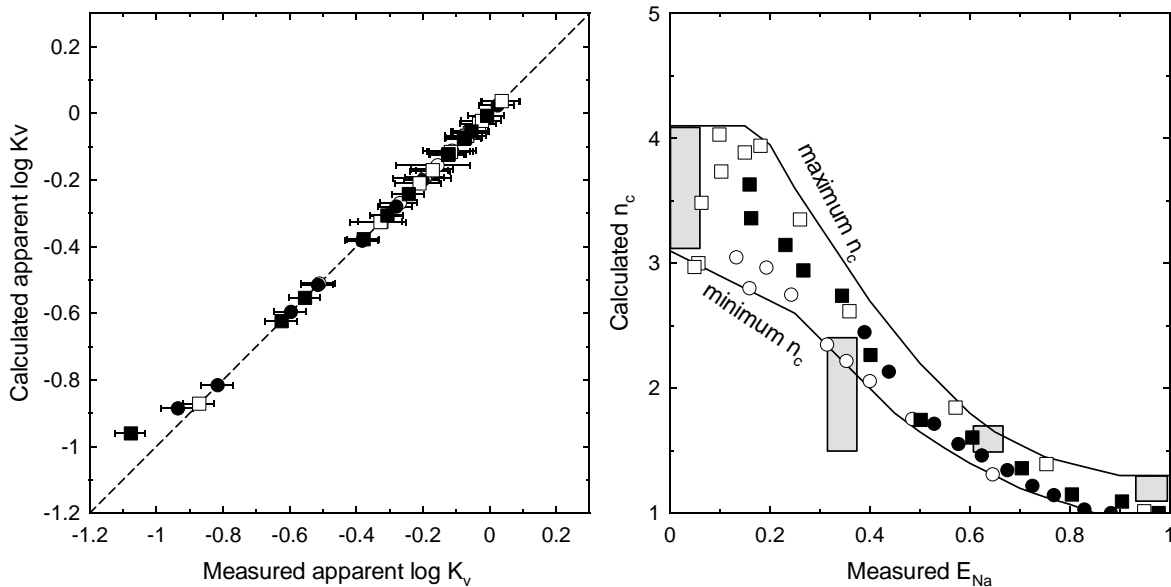 0.2
0
-0.2
-0.4
-0.6
-0.8
-1
-1.2
Calculated apparent log Kv
-1.2 -1 -0.8 -0.6 -0.4 -0.2 0 0.2
Measured apparent log Kv
5
4
3
2
1
Calculated nc
maximum nc
minimum nc
0 0.2 0.4 0.6 0.8 1
Measured ENa